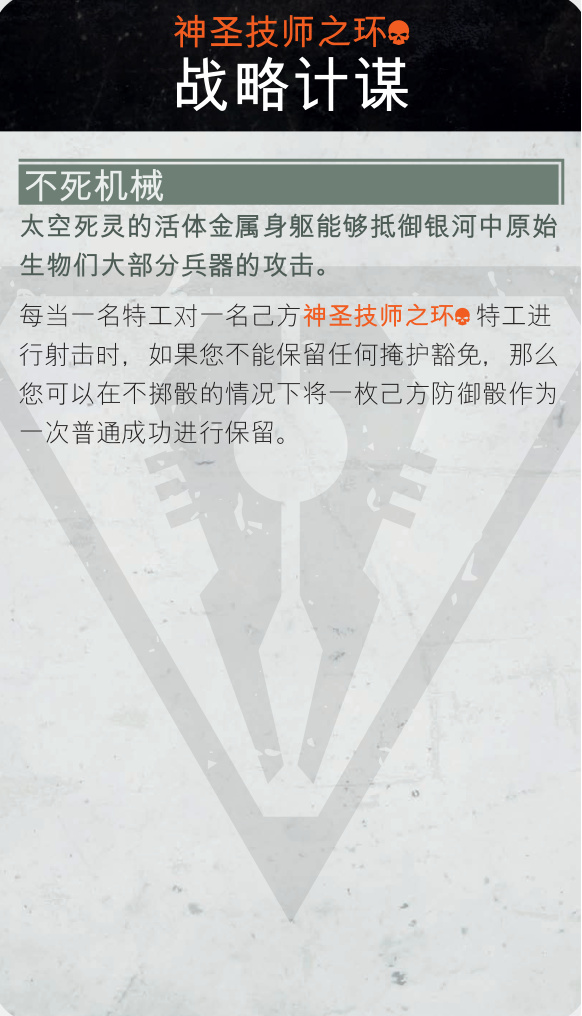 神圣技师之环
战略计谋
不死机械
太空死灵的活体金属身躯能够抵御银河中原始
生物们大部分兵器的攻击。
每当一名特工对一名己方神圣技师之环特工进
行射击时，如果您不能保留任何掩护豁免，那么
您可以在不掷骰的情况下将一枚己方防御骰作为
一次普通成功进行保留。